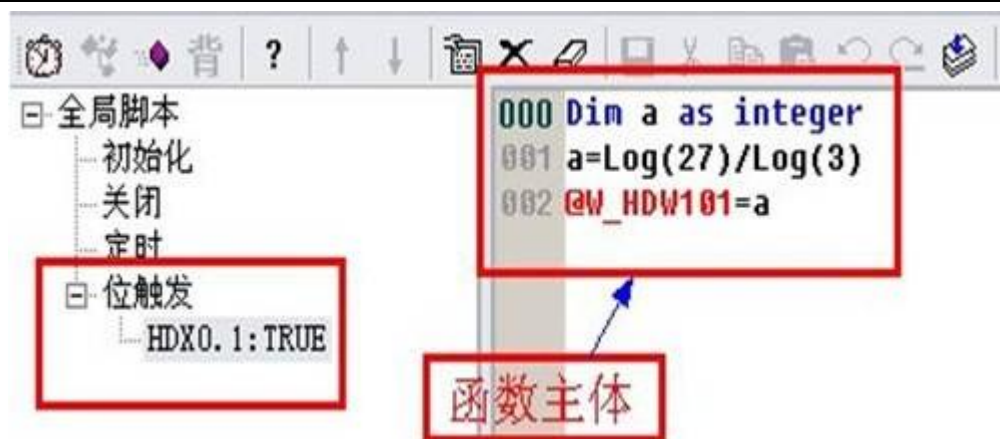 背 ?
全局脚本
初始化
关闭
定时
位触发
HDX0.1:TRUE
000 Dim a as integer
001 a=Log(27)/Log(3)
002 @W_HDW101=a
函数主体